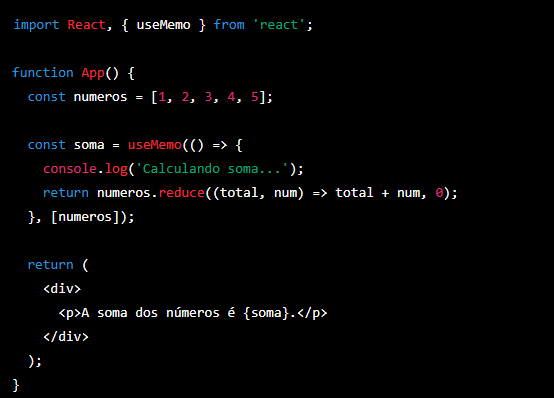 import React, { useMemo } from 'react';
function App() {
const numeros = [1, 2, 3, 4, 5];
const soma = useMemo(() => {
console.log('Calculando soma...');
return numeros.reduce((total, num) => total + num, 0);
}, [numeros]);
return (
<div>
<p>A soma dos números é {soma}.</p>
</div>
);
}